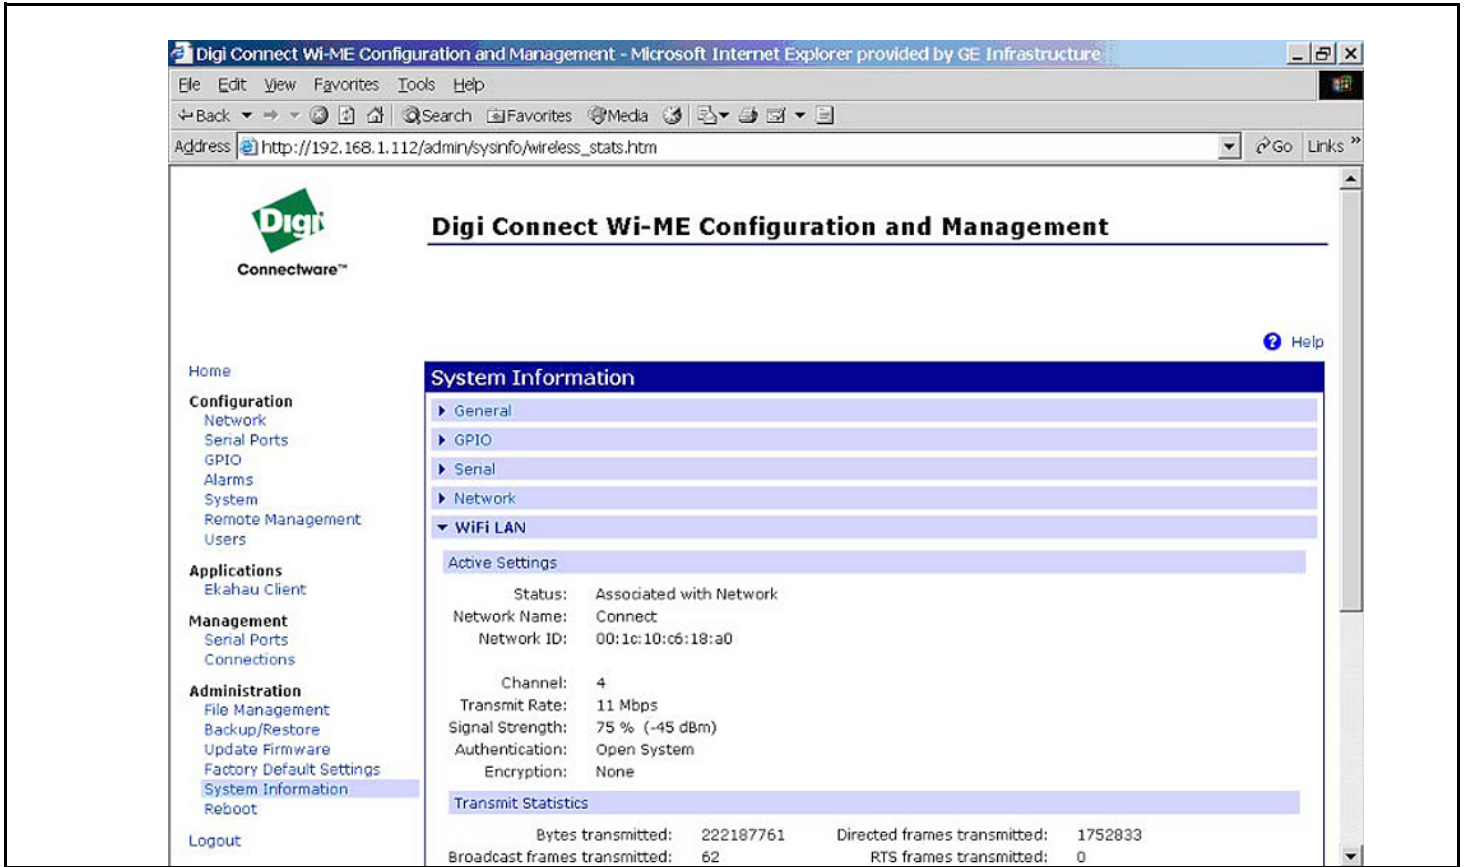 Digi Connect Wi-ME Configuration and Management - Microsoft Internet Explorer provided by GE Infrastructure
File Edit View Favorites Tools Help
Back Search Favorites Media
Address http://192.168.1.112/admin/sysinfo/wireless_stats.htm Go Links »
Digi
Connectware™
Digi Connect Wi-ME Configuration and Management
Help
Home
Configuration
Network
Serial Ports
GPIO
Alarms
System
Remote Management
Users
Applications
Ekahau Client
Management
Serial Ports
Connections
Administration
File Management
Backup/Restore
Update Firmware
Factory Default Settings
System Information
Reboot
Logout
System Information
General
GPIO
Serial
Network
WiFi LAN
Active Settings
Status: Associated with Network
Network Name: Connect
Network ID: 00:1c:10:c6:18:a0
Channel: 4
Transmit Rate: 11 Mbps
Signal Strength: 75 % (-45 dBm)
Authentication: Open System
Encryption: None
Transmit Statistics
Bytes transmitted: 222187761 Directed frames transmitted: 1752833
Broadcast frames transmitted: 62 RTS frames transmitted: 0